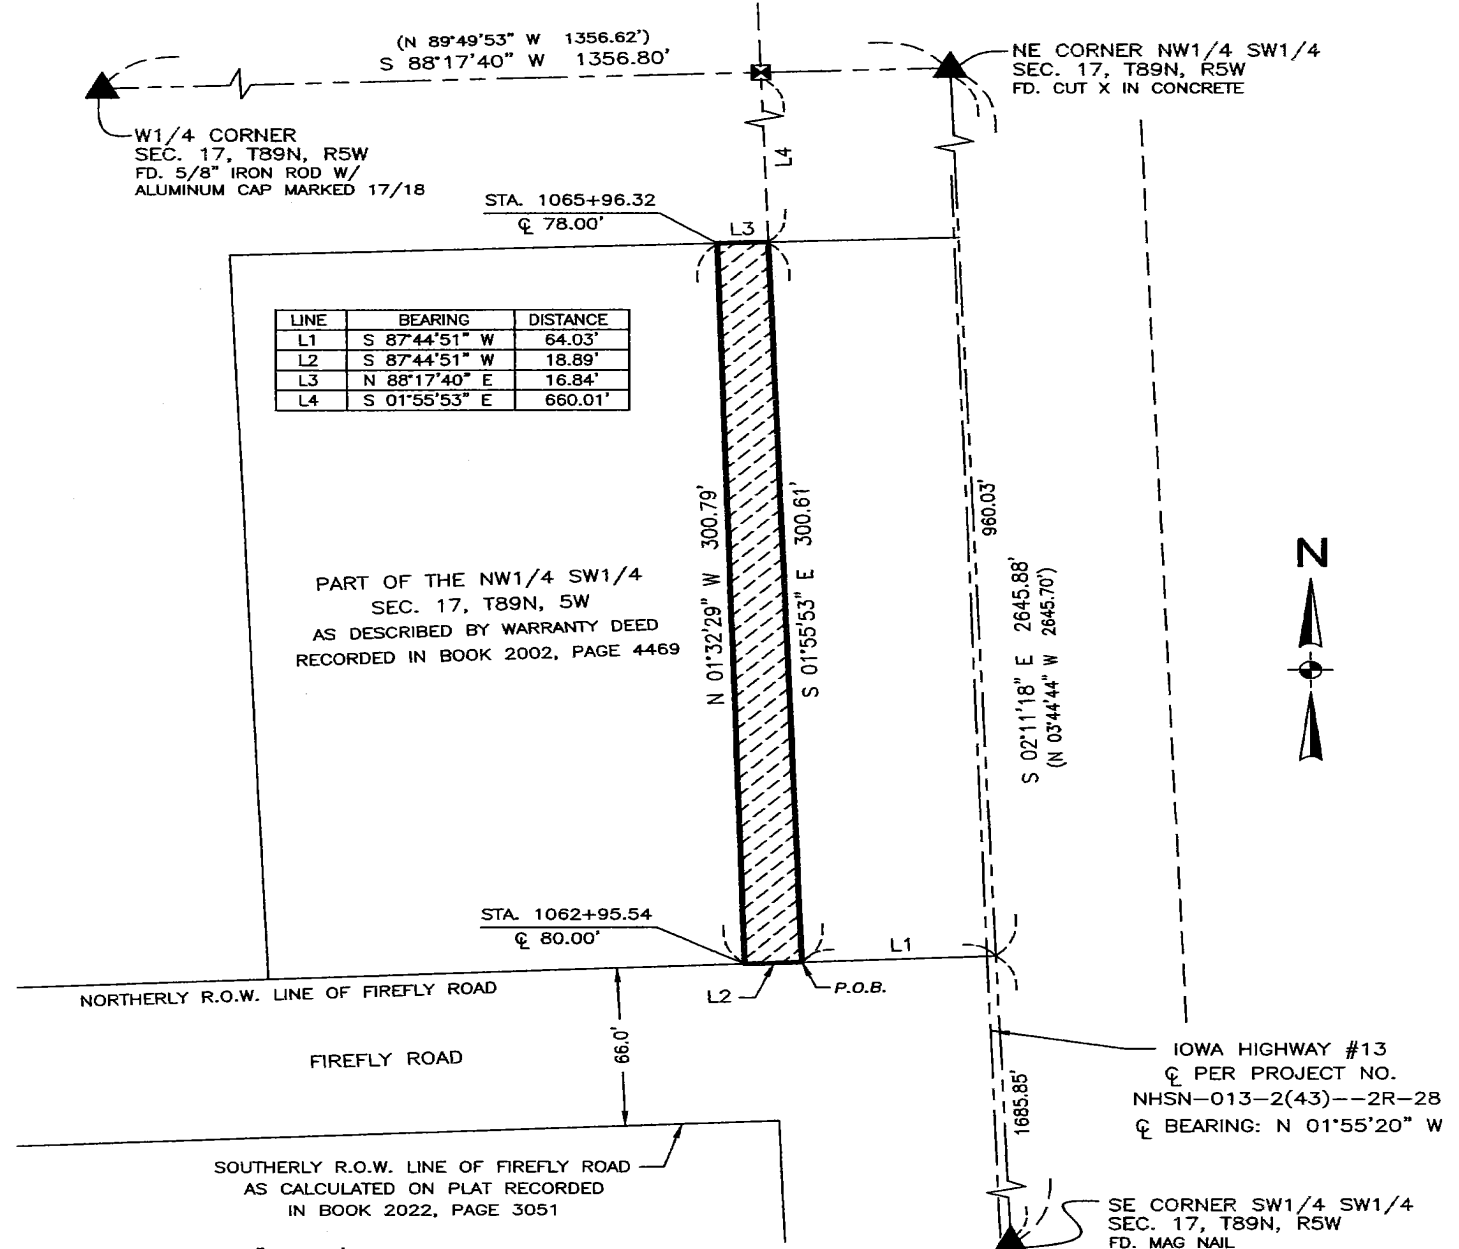 (N 89°49'53" W 1356.62')
S 88°17'40" W 1356.80'
NE CORNER NW1/4 SW1/4
SEC. 17, T89N, R5W
FD. CUT X IN CONCRETE
W1/4 CORNER
SEC. 17, T89N, R5W
FD. 5/8" IRON ROD W/
ALUMINUM CAP MARKED 17/18
L4
STA. 1065+96.32
℄ 78.00'
L3
LINE BEARING DISTANCE
L1 S 87°44'51" W 64.03'
L2 S 87°44'51" W 18.89'
L3 N 88°17'40" E 16.84'
L4 S 01°55'53" E 660.01'
N 01°32'29" W 300.79'
S 01°55'53" E 300.61'
960.03'
S 02°11'18" E 2645.88'
(N 03°44'44" W 2645.70')
N
PART OF THE NW1/4 SW1/4
SEC. 17, T89N, 5W
AS DESCRIBED BY WARRANTY DEED
RECORDED IN BOOK 2002, PAGE 4469
STA. 1062+95.54
℄ 80.00'
L1
L2
P.O.B.
NORTHERLY R.O.W. LINE OF FIREFLY ROAD
FIREFLY ROAD
66.0'
1685.85'
IOWA HIGHWAY #13
℄ PER PROJECT NO.
NHSN-013-2(43)--2R-28
℄ BEARING: N 01°55'20" W
SOUTHERLY R.O.W. LINE OF FIREFLY ROAD
AS CALCULATED ON PLAT RECORDED
IN BOOK 2022, PAGE 3051
SE CORNER SW1/4 SW1/4
SEC. 17, T89N, R5W
FD. MAG NAIL